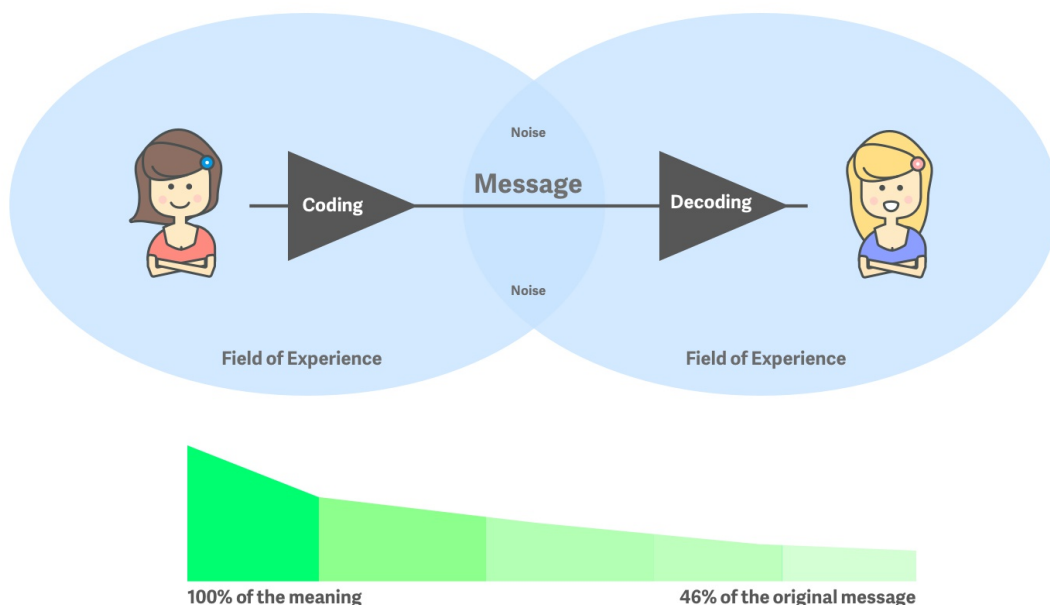 Noise
Message
Coding
Decoding
Noise
Field of Experience
Field of Experience
100% of the meaning
46% of the original message